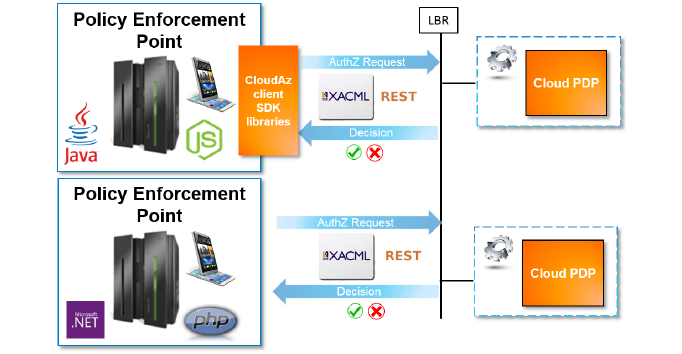 Policy Enforcement
Point
Java
JS
CloudAz
client
SDK
libraries
AuthZ Request
XACML
REST
Decision
LBR
Cloud PDP
Policy Enforcement
Point
Microsoft
.NET
php
AuthZ Request
XACML
REST
Decision
Cloud PDP